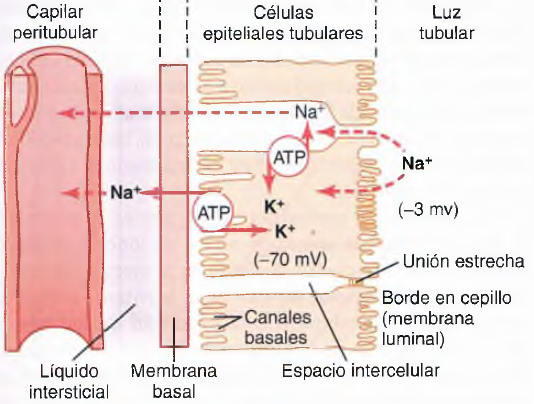 Capilar
peritubular
Células
epiteliales tubulares
Luz
tubular
Na+
ATP
Na+
Na+
K+
ATP
K+
(–3 mv)
(–70 mV)
Unión estrecha
Canales
basales
Borde en cepillo
(membrana
luminal)
Líquido
intersticial
Membrana
basal
Espacio intercelular